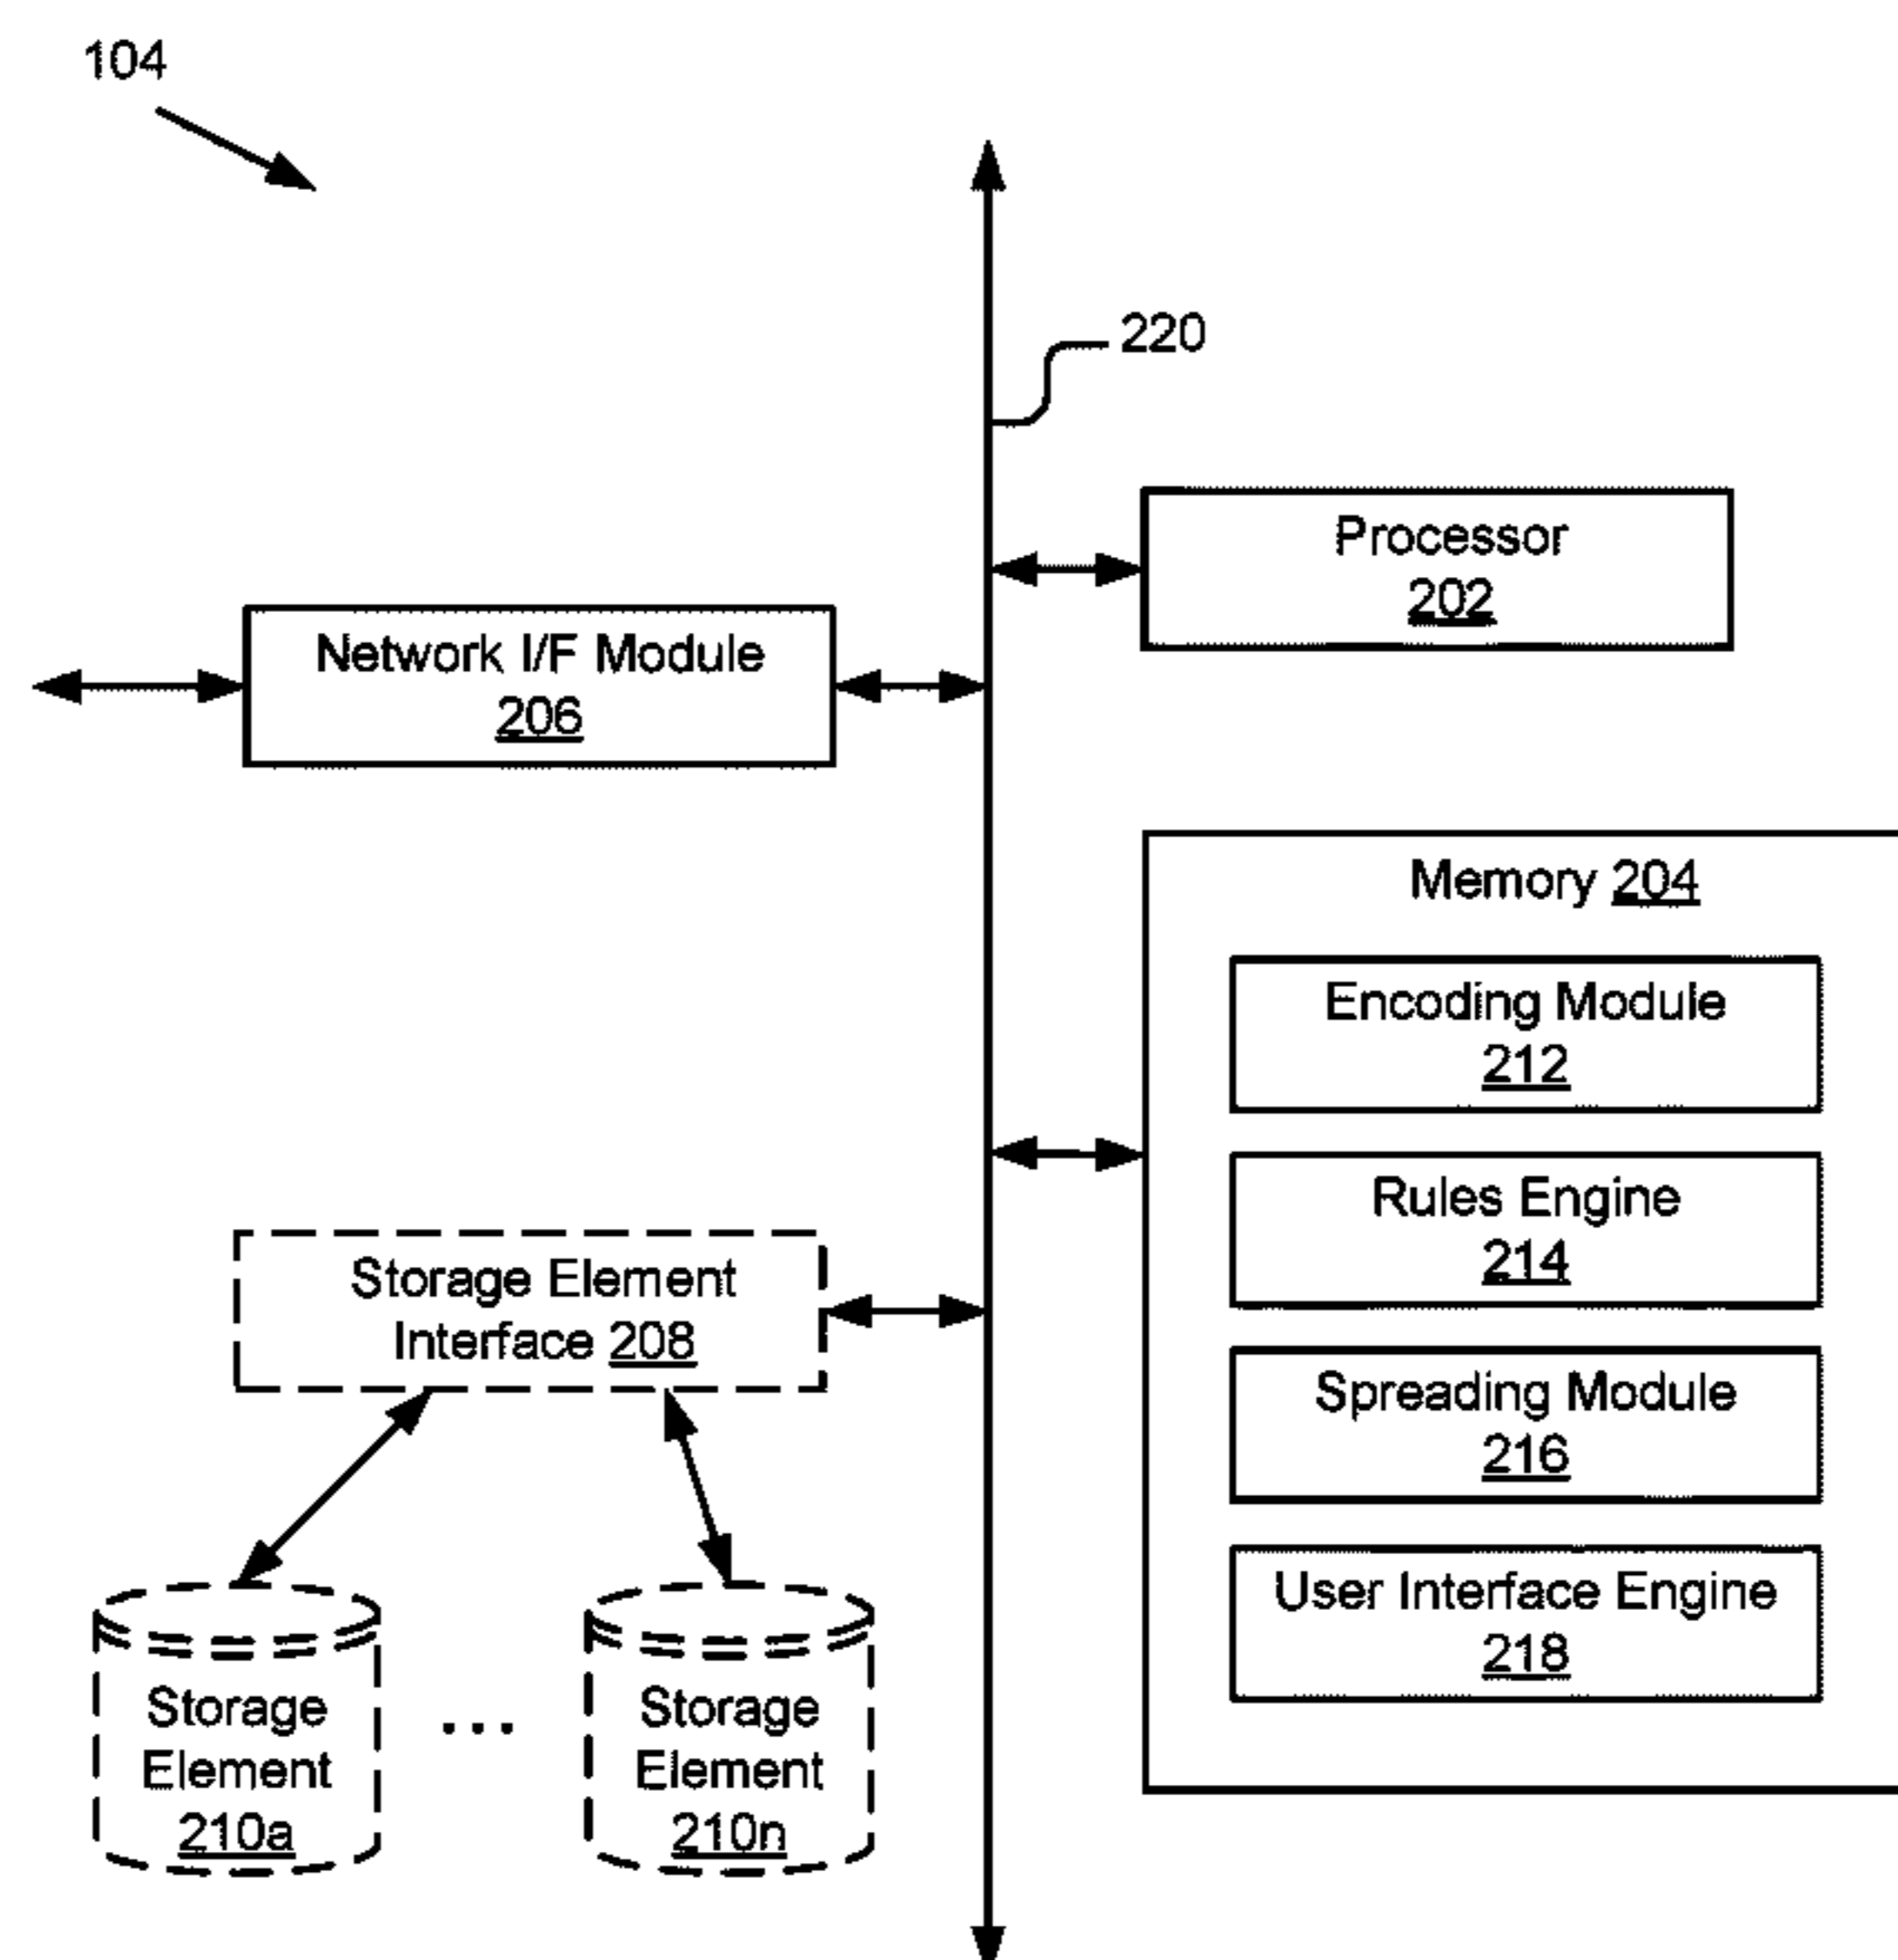 104
220
Processor
202
Network I/F Module
206
Memory 204
Encoding Module
212
Rules Engine
214
Storage Element
Interface 208
Spreading Module
216
User Interface Engine
218
Storage
Element
210a
...
Storage
Element
210n